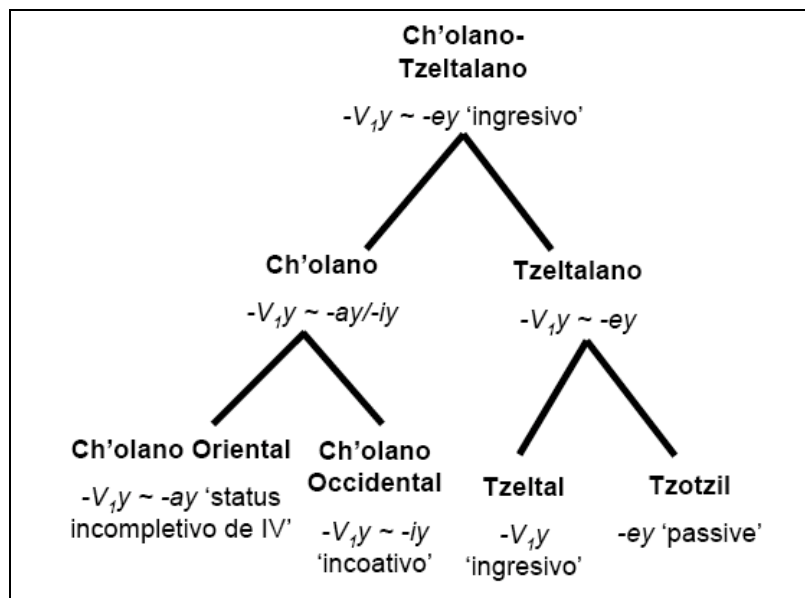 Ch'olano-
Tzeltalano
-V₁y ~ -ey 'ingresivo'
Ch'olano
-V₁y ~ -ay/-iy
Tzeltalano
-V₁y ~ -ey
Ch'olano Oriental
-V₁y ~ -ay 'status
incompletivo de IV'
Ch'olano
Occidental
-V₁y ~ -iy
'incoativo'
Tzeltal
-V₁y
'ingresivo'
Tzotzil
-ey 'passive'